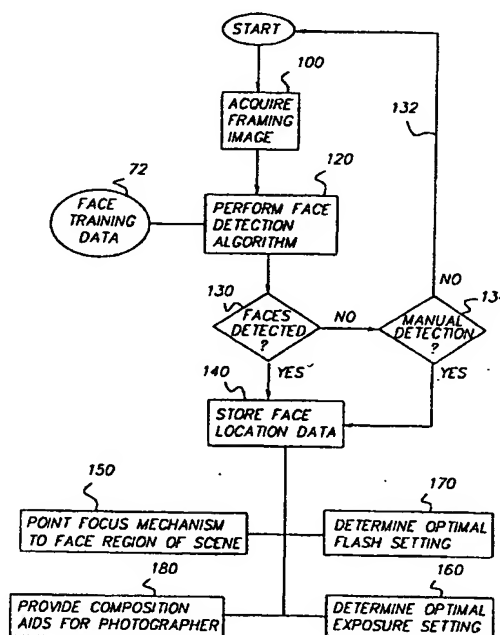 START
100
ACQUIRE
FRAMING
IMAGE
132
72
FACE
TRAINING
DATA
120
PERFORM FACE
DETECTION
ALGORITHM
130
FACES
DETECTED
?
NO
NO
13
MANUAL
DETECTION
?
YES
YES
140
STORE FACE
LOCATION DATA
150
POINT FOCUS MECHANISM
TO FACE REGION OF SCENE
170
DETERMINE OPTIMAL
FLASH SETTING
180
PROVIDE COMPOSITION
AIDS FOR PHOTOGRAPHER
160
DETERMINE OPTIMAL
EXPOSURE SETTING